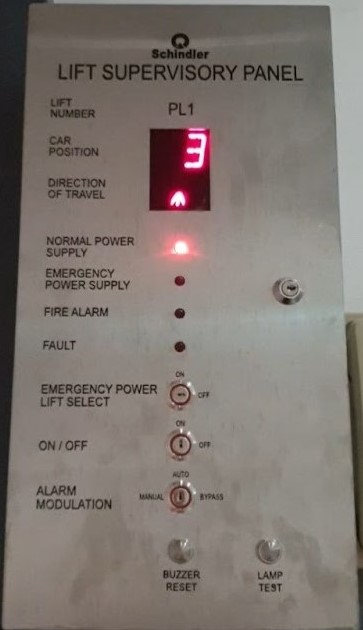 Schindler
LIFT SUPERVISORY PANEL
LIFT
NUMBER
PL1
CAR
POSITION
3
DIRECTION
OF TRAVEL
NORMAL POWER
SUPPLY
EMERGENCY
POWER SUPPLY
FIRE ALARM
FAULT
ON
EMERGENCY POWER
LIFT SELECT
OFF
ON
ON / OFF
OFF
AUTO
ALARM
MODULATION
MANUAL
BYPASS
BUZZER
RESET
LAMP
TEST